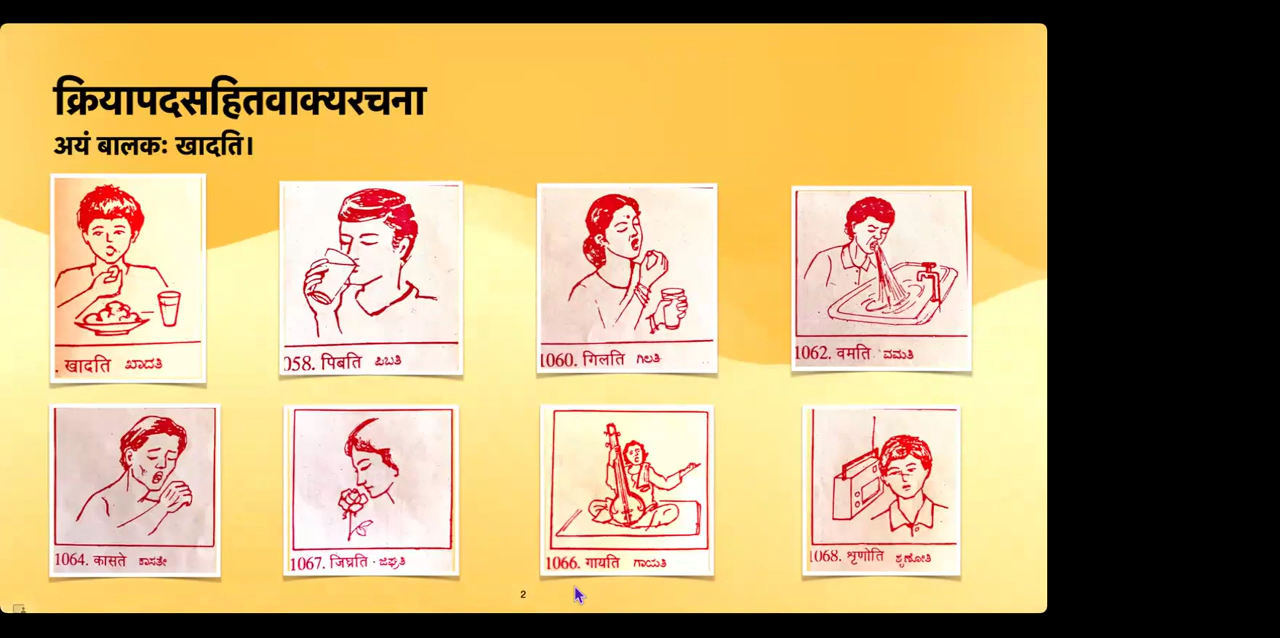 क्रियापदसहितवाक्यरचना
अयं बालकः खादति।
. खादति ಖಾದತಿ
058. पिबति ಪಿಬತಿ
1060. गिलति ಗಿಲತಿ
1062. वमति ವಮತಿ
1064. कासते ಕಾಸತೇ
1067. जिघ्रति · ಜಿಘ್ರತಿ
1066. गायति ಗಾಯತಿ
1068. शृणोति ಶೃಣೋತಿ
2